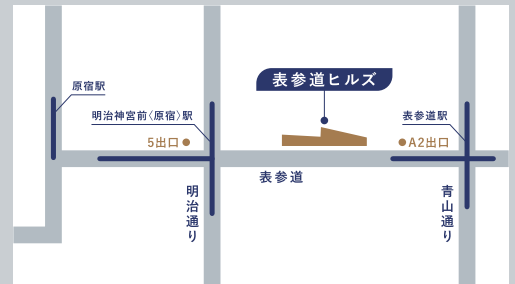 表参道ヒルズ
原宿駅
明治神宮前〈原宿〉駅
表参道駅
5出口
A2出口
表参道
明治通り
青山通り